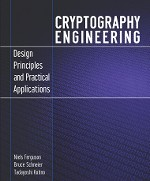 CRYPTOGRAPHY
ENGINEERING
Design
Principles
and Practical
Applications
Niels Ferguson
Bruce Schneier
Tadayoshi Kohno